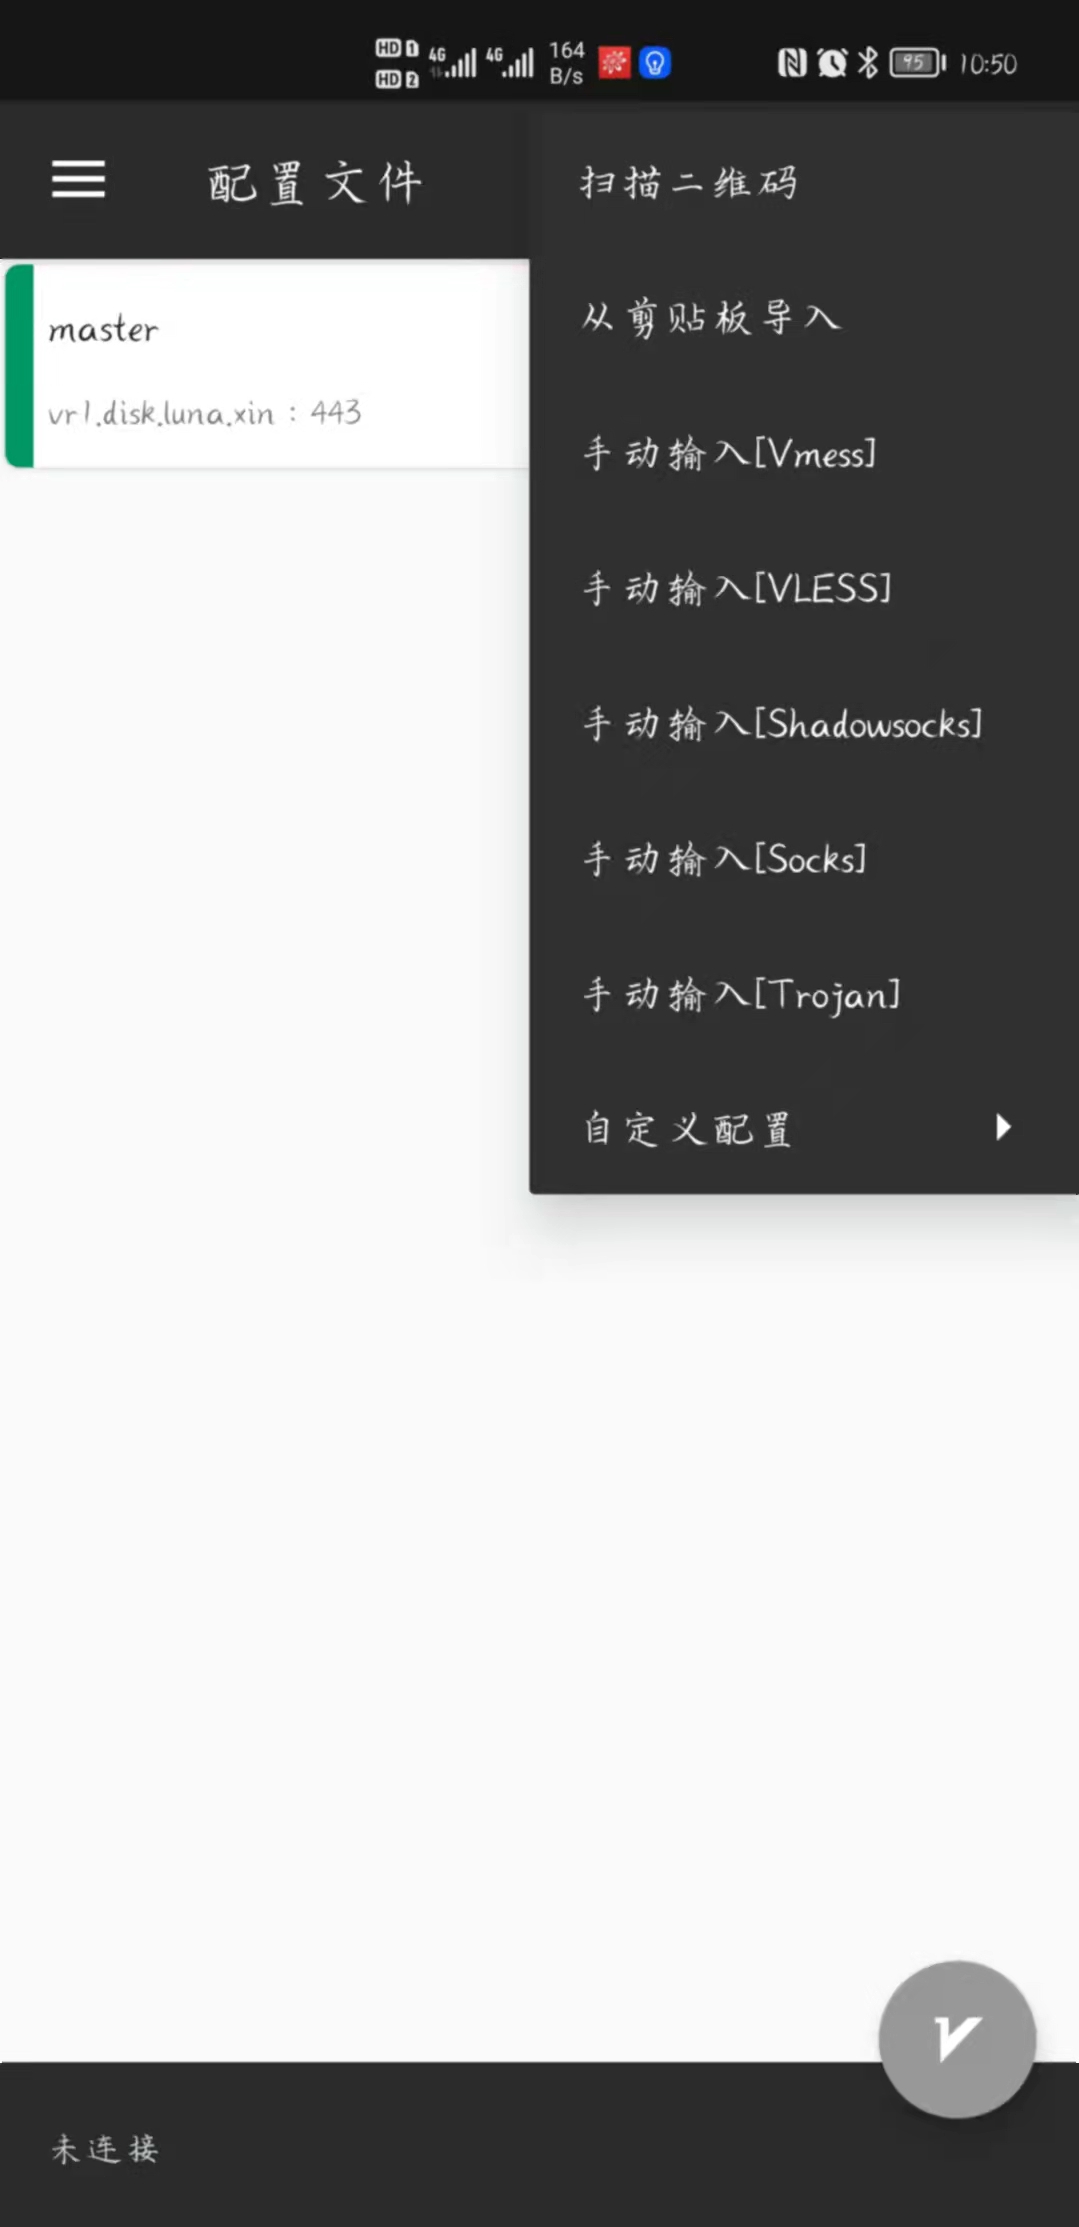 HD 1 4G 4G 164 95 10:50
HD 2 B/s
配置文件
扫描二维码
master
vr1.disk.luna.xin : 443
从剪贴板导入
手动输入[Vmess]
手动输入[VLESS]
手动输入[Shadowsocks]
手动输入[Socks]
手动输入[Trojan]
自定义配置
未连接